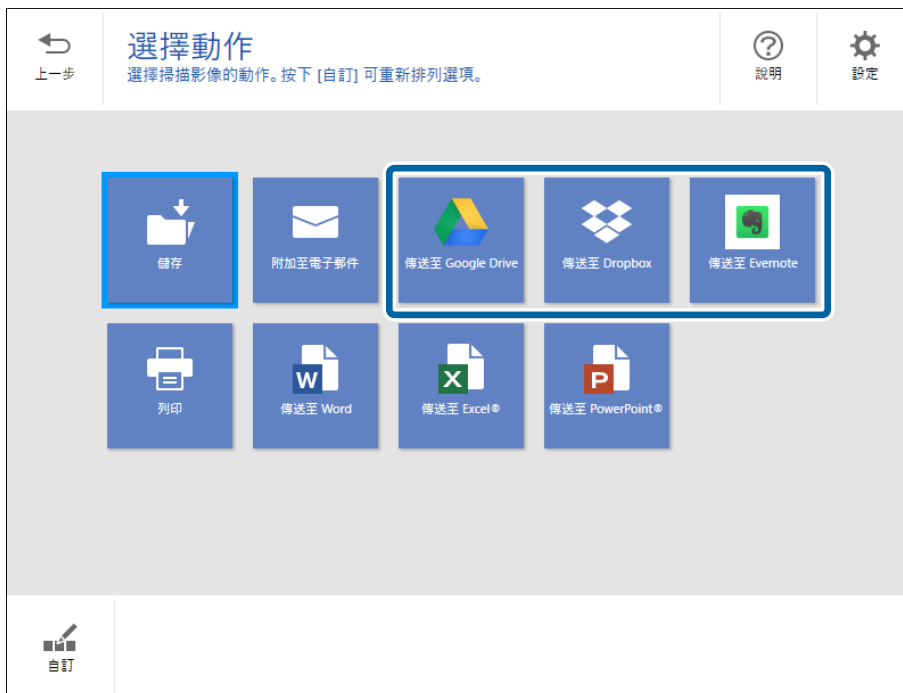 上一步
選擇動作
選擇掃描影像的動作。按下 [自訂] 可重新排列選項。
說明
設定
儲存
附加至電子郵件
傳送至 Google Drive
傳送至 Dropbox
傳送至 Evernote
列印
W
傳送至 Word
X
傳送至 Excel®
P
傳送至 PowerPoint®
自訂